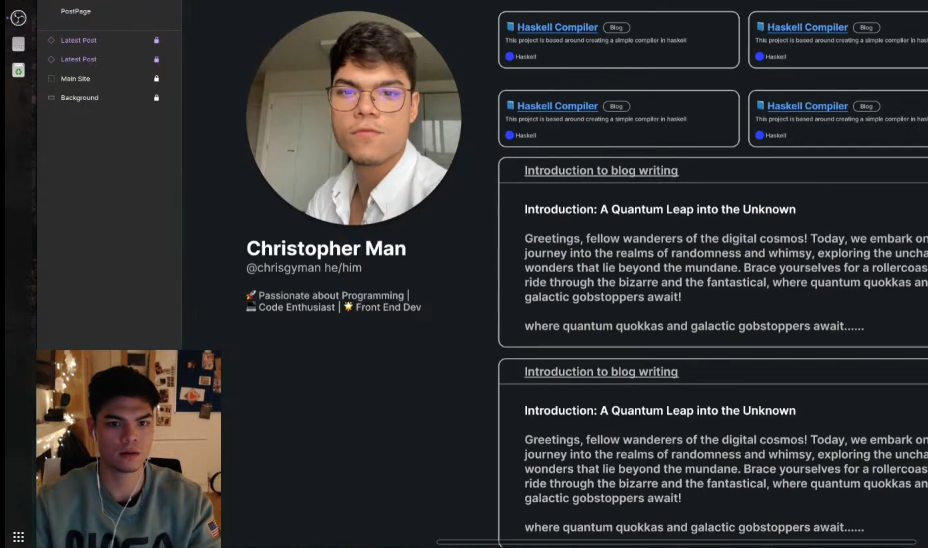 PostPage
Latest Post
Latest Post
Main Site
Background
Christopher Man
@chrisgyman he/him
🚀 Passionate about Programming |
💻 Code Enthusiast | 🌟 Front End Dev
Haskell Compiler Blog
This project is based around creating a simple compiler in haskell
Haskell
Haskell Compiler Blog
This project is based around creating a simple compiler in
Haskell
Haskell Compiler Blog
This project is based around creating a simple compiler in haskell
Haskell
Haskell Compiler Blog
This project is based around creating a simple compiler in
Haskell
Introduction to blog writing
Introduction: A Quantum Leap into the Unknown
Greetings, fellow wanderers of the digital cosmos! Today, we embark on
journey into the realms of randomness and whimsy, exploring the uncha
wonders that lie beyond the mundane. Brace yourselves for a rollercoas
ride through the bizarre and the fantastical, where quantum quokkas an
galactic gobstoppers await!
where quantum quokkas and galactic gobstoppers await......
Introduction to blog writing
Introduction: A Quantum Leap into the Unknown
Greetings, fellow wanderers of the digital cosmos! Today, we embark on
journey into the realms of randomness and whimsy, exploring the uncha
wonders that lie beyond the mundane. Brace yourselves for a rollercoas
ride through the bizarre and the fantastical, where quantum quokkas an
galactic gobstoppers await!
where quantum quokkas and galactic gobstoppers await......